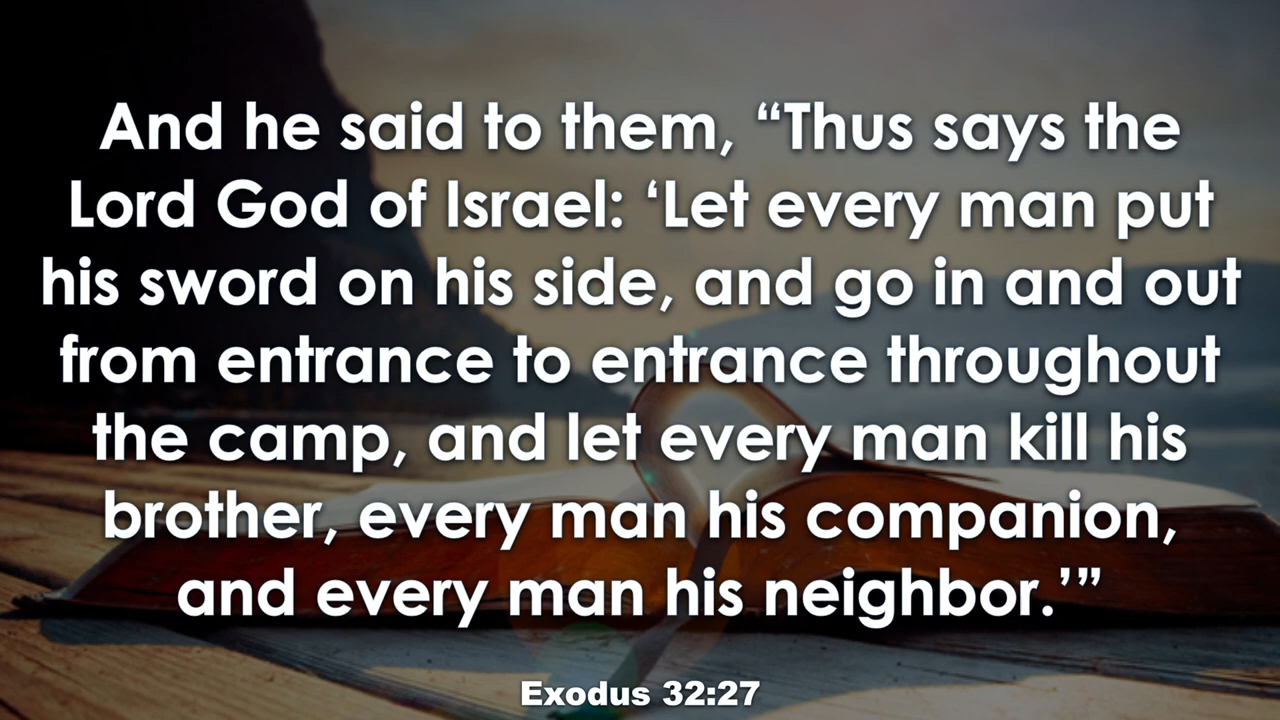 And he said to them, “Thus says the
Lord God of Israel: ‘Let every man put
his sword on his side, and go in and out
from entrance to entrance throughout
the camp, and let every man kill his
brother, every man his companion,
and every man his neighbor.’”
Exodus 32:27